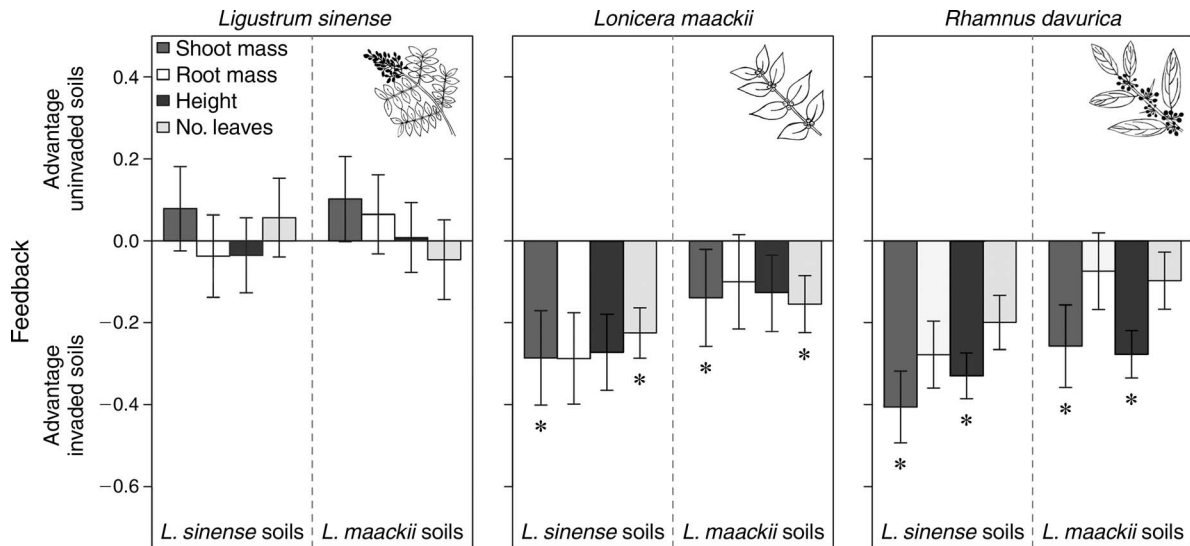 Ligustrum sinense
Lonicera maackii
Rhamnus davurica
Shoot mass
Root mass
Height
No. leaves
Feedback
Advantage
uninvaded soils
Advantage
invaded soils
0.4
0.2
0.0
−0.2
−0.4
−0.6
*
*
*
*
*
*
*
*
L. sinense soils
L. maackii soils
L. sinense soils
L. maackii soils
L. sinense soils
L. maackii soils